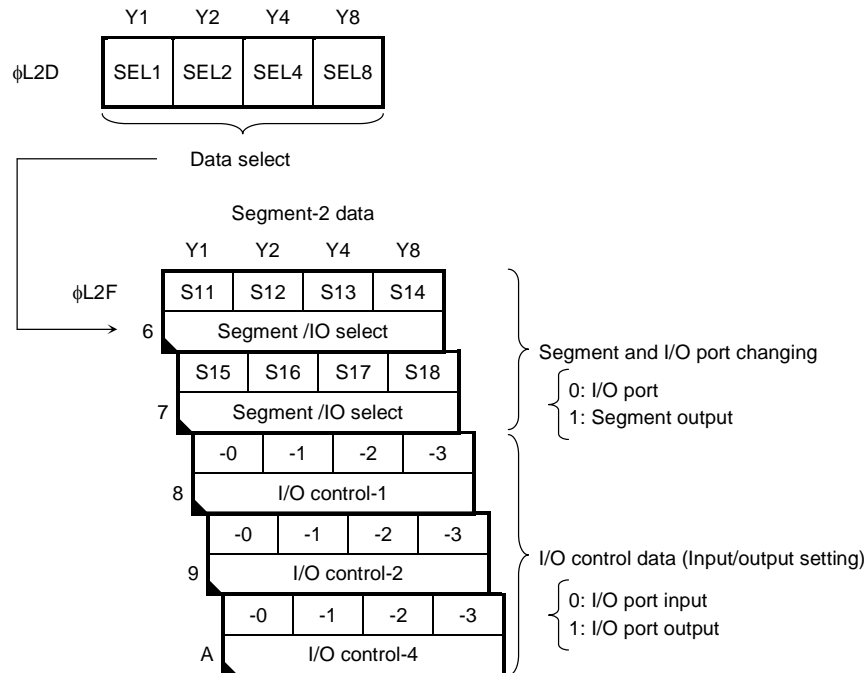 Y1 Y2 Y4 Y8
ϕL2D SEL1 SEL2 SEL4 SEL8
Data select
Segment-2 data
Y1 Y2 Y4 Y8
ϕL2F S11 S12 S13 S14
6 Segment /IO select
S15 S16 S17 S18
7 Segment /IO select
Segment and I/O port changing
0: I/O port
1: Segment output
-0 -1 -2 -3
8 I/O control-1
-0 -1 -2 -3
9 I/O control-2
-0 -1 -2 -3
A I/O control-4
I/O control data (Input/output setting)
0: I/O port input
1: I/O port output